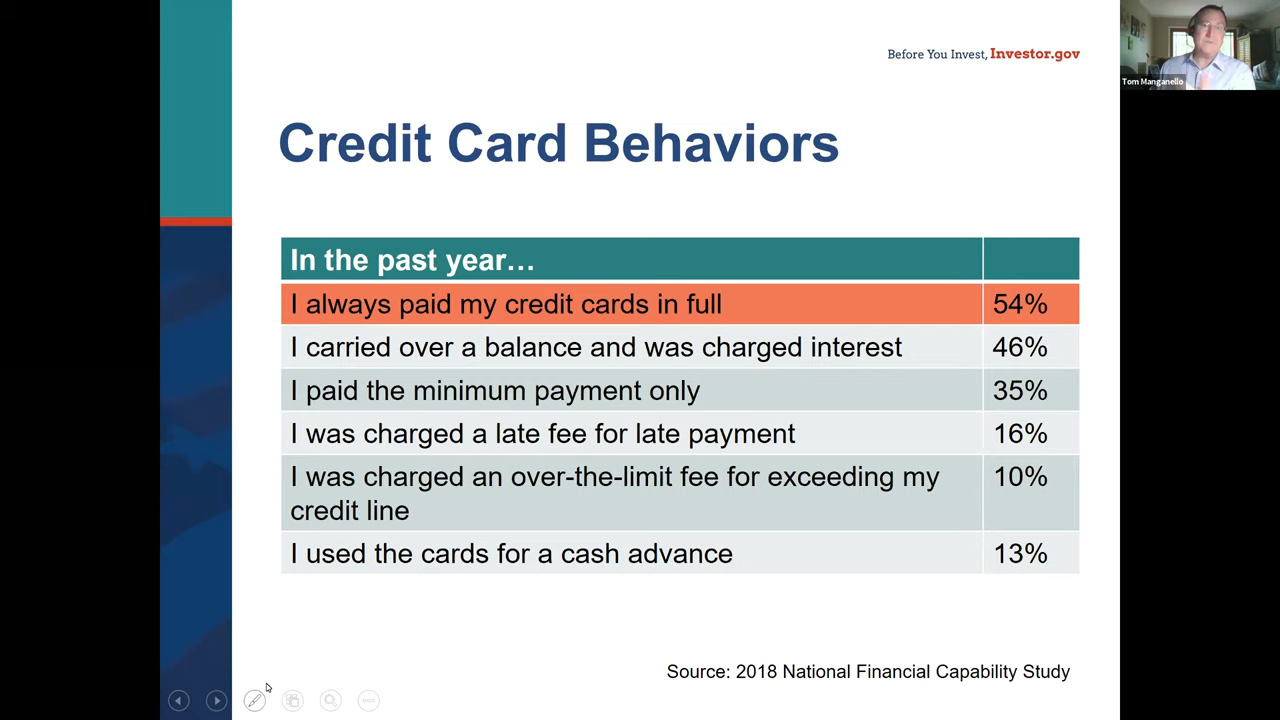 Before You Invest, Investor.gov
Tom Manganello
Credit Card Behaviors
In the past year…
I always paid my credit cards in full 54%
I carried over a balance and was charged interest 46%
I paid the minimum payment only 35%
I was charged a late fee for late payment 16%
I was charged an over-the-limit fee for exceeding my 10%
credit line
I used the cards for a cash advance 13%
Source: 2018 National Financial Capability Study